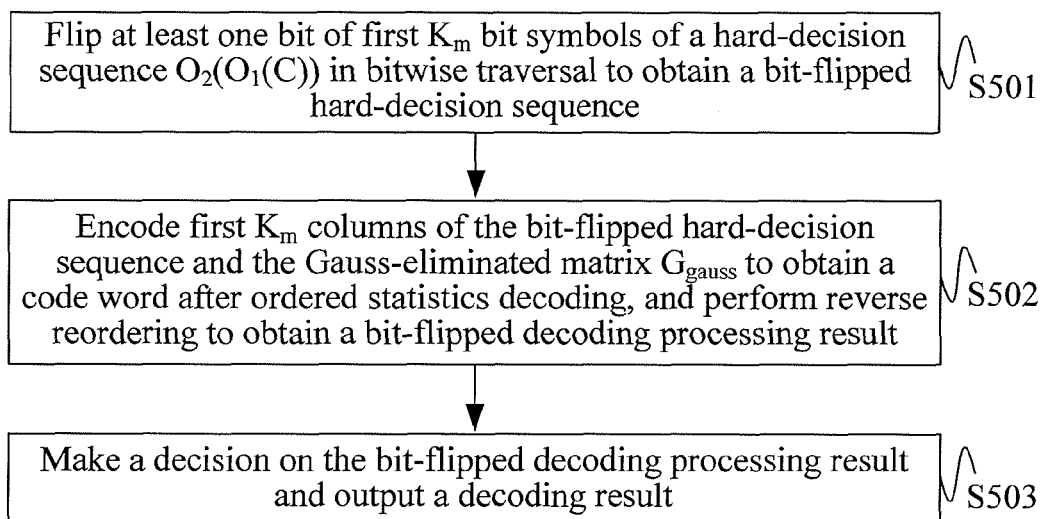 Flip at least one bit of first Kₘ bit symbols of a hard-decision
sequence O₂(O₁(C)) in bitwise traversal to obtain a bit-flipped
hard-decision sequence
S501
Encode first Kₘ columns of the bit-flipped hard-decision
sequence and the Gauss-eliminated matrix G_gauss to obtain a
code word after ordered statistics decoding, and perform reverse
reordering to obtain a bit-flipped decoding processing result
S502
Make a decision on the bit-flipped decoding processing result
and output a decoding result
S503